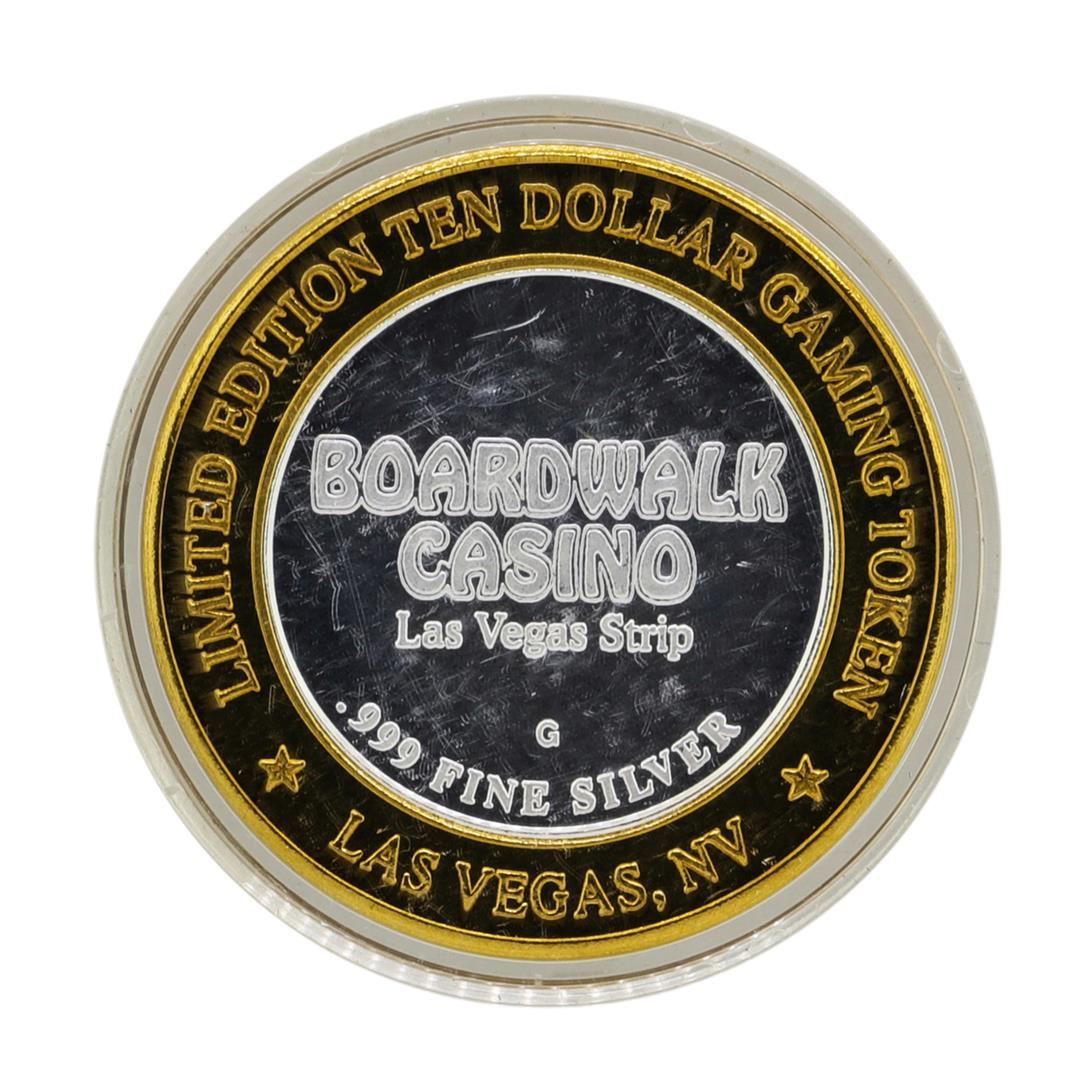 LIMITED EDITION TEN DOLLAR GAMING TOKEN
BOARDWALK
CASINO
Las Vegas Strip
G
.999 FINE SILVER
LAS VEGAS, NV